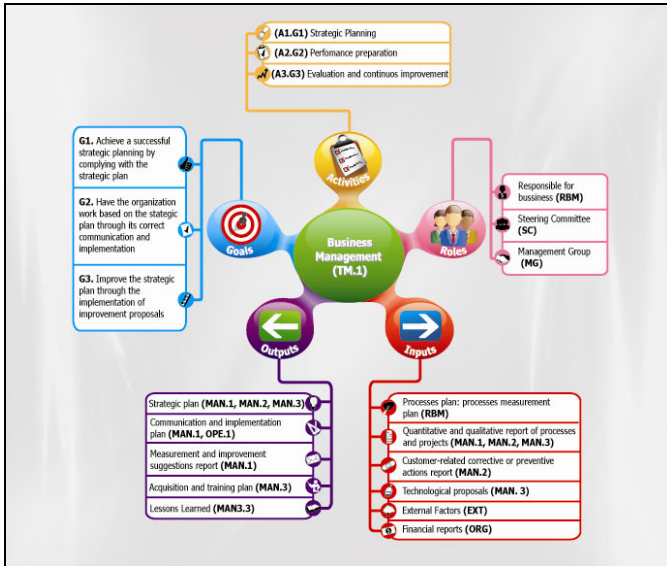 (A1.G1) Strategic Planning
(A2.G2) Perfomance preparation
(A3.G3) Evaluation and continuos improvement
Activities
G1. Achieve a successful
strategic planning by
complying with the
strategic plan
G2. Have the organization
work based on the stategic
plan through its correct
communication and
implementation
G3. Improve the strategic
plan through the
implementation of
improvement proposals
Goals
Business
Management
(TM.1)
Roles
Responsible for
bussiness (RBM)
Steering Committee
(SC)
Management Group
(MG)
Outputs
Inputs
Strategic plan (MAN.1, MAN.2, MAN.3)
Communication and implementation
plan (MAN.1, OPE.1)
Measurement and improvement
suggestions report (MAN.1)
Acquisition and training plan (MAN.3)
Lessons Learned (MAN3.3)
Processes plan: processes measurement
plan (RBM)
Quantitative and qualitative report of processes
and projects (MAN.1, MAN.2, MAN.3)
Customer-related corrective or preventive
actions report (MAN.2)
Technological proposals (MAN. 3)
External Factors (EXT)
Financial reports (ORG)